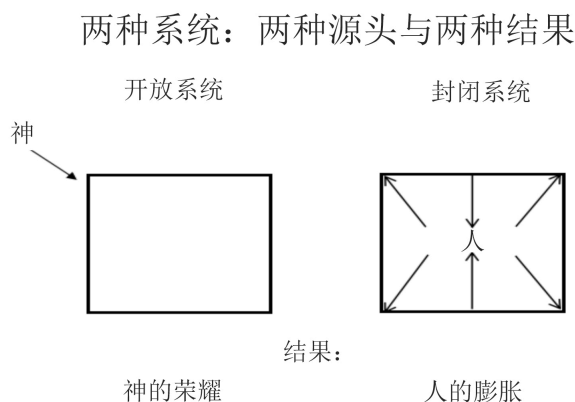 两种系统：两种源头与两种结果
开放系统
封闭系统
神
人
结果：
神的荣耀
人的膨胀